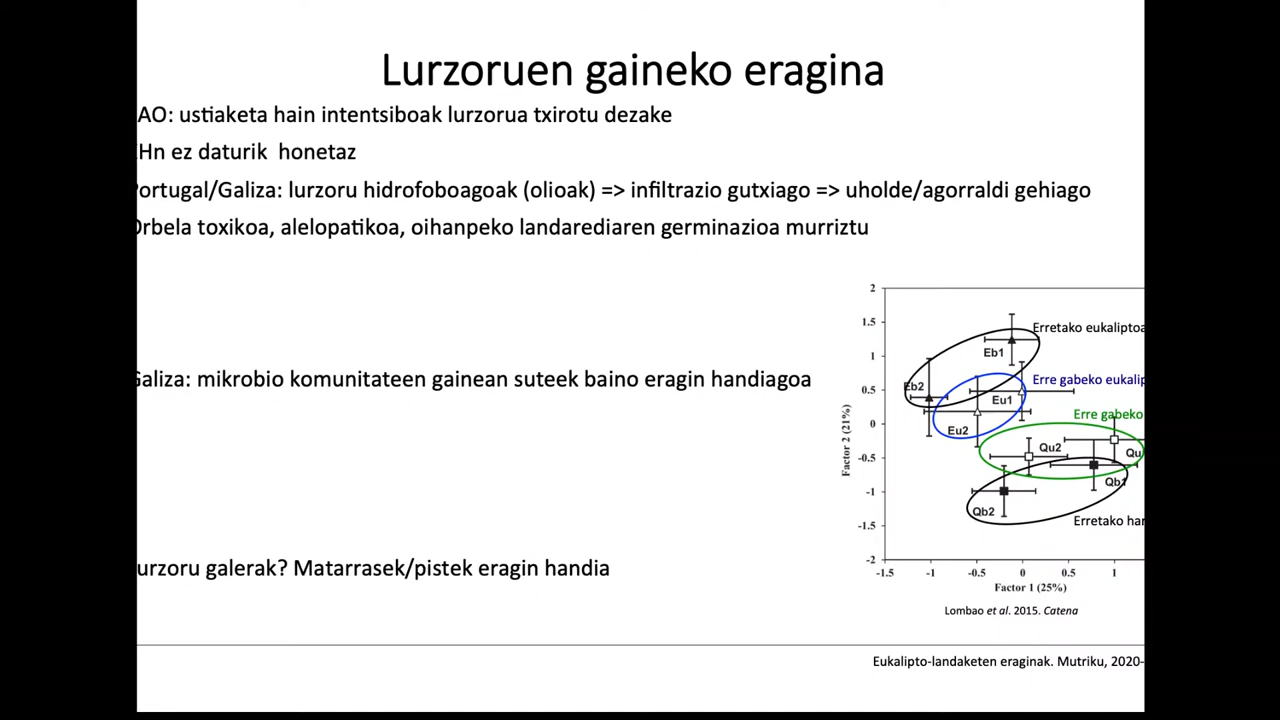 Lurzoruen gaineko eragina
AO: ustiaketa hain intentsiboak lurzorua txirotu dezake
Hn ez daturik honetaz
ortugal/Galiza: lurzoru hidrofoboagoak (olioak) => infiltrazio gutxiago => uholde/agorraldi gehiago
Orbela toxikoa, alelopatikoa, oihanpeko landarediaren germinazioa murriztu
Galiza: mikrobio komunitateen gainean suteek baino eragin handiagoa
urzoru galerak? Matarrasek/pistek eragin handia
2
1.5
1
0.5
0
-0.5
-1
-1.5
-2
Factor 2 (21%)
Erretako eukaliptoa
Eb1
Erre gabeko eukalip
Eb2
Eu1
Erre gabeko
Eu2
Qu2
Qu
Qb1
Qb2
Erretako har
-1.5
-1
-0.5
0
0.5
1
Factor 1 (25%)
Lombao et al. 2015. Catena
Eukalipto-landaketen eraginak. Mutriku, 2020-